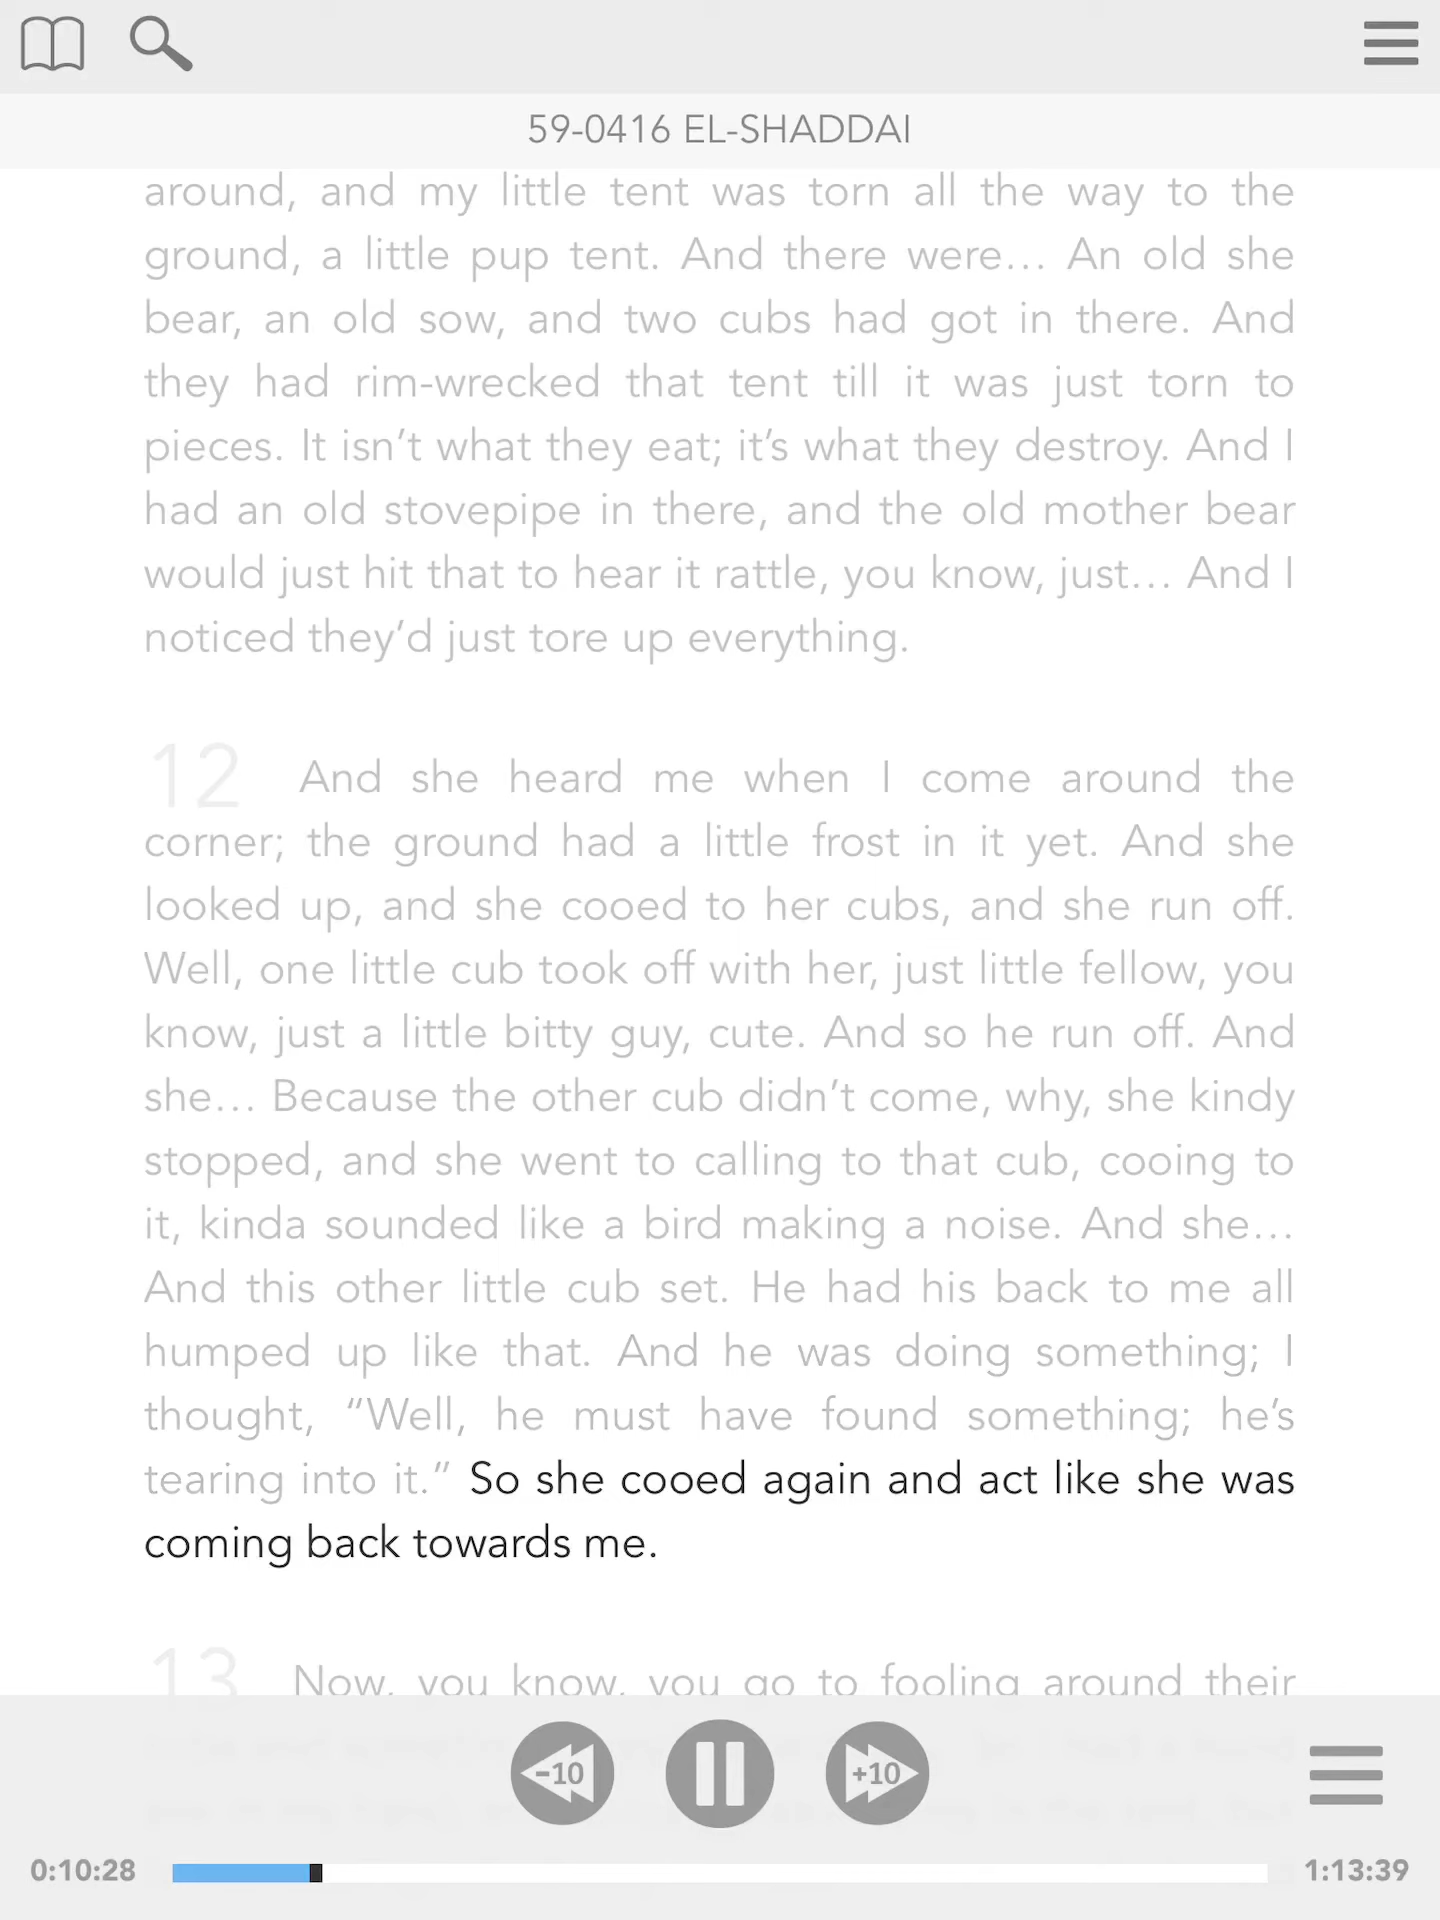 59-0416 EL-SHADDAI
around, and my little tent was torn all the way to the
ground, a little pup tent. And there were… An old she
bear, an old sow, and two cubs had got in there. And
they had rim-wrecked that tent till it was just torn to
pieces. It isn’t what they eat; it’s what they destroy. And I
had an old stovepipe in there, and the old mother bear
would just hit that to hear it rattle, you know, just… And I
noticed they’d just tore up everything.
12 And she heard me when I come around the
corner; the ground had a little frost in it yet. And she
looked up, and she cooed to her cubs, and she run off.
Well, one little cub took off with her, just little fellow, you
know, just a little bitty guy, cute. And so he run off. And
she… Because the other cub didn’t come, why, she kindy
stopped, and she went to calling to that cub, cooing to
it, kinda sounded like a bird making a noise. And she…
And this other little cub set. He had his back to me all
humped up like that. And he was doing something; I
thought, “Well, he must have found something; he’s
tearing into it.” So she cooed again and act like she was
coming back towards me.
13 Now, you know, you go to fooling around their
-10 +10
0:10:28 1:13:39